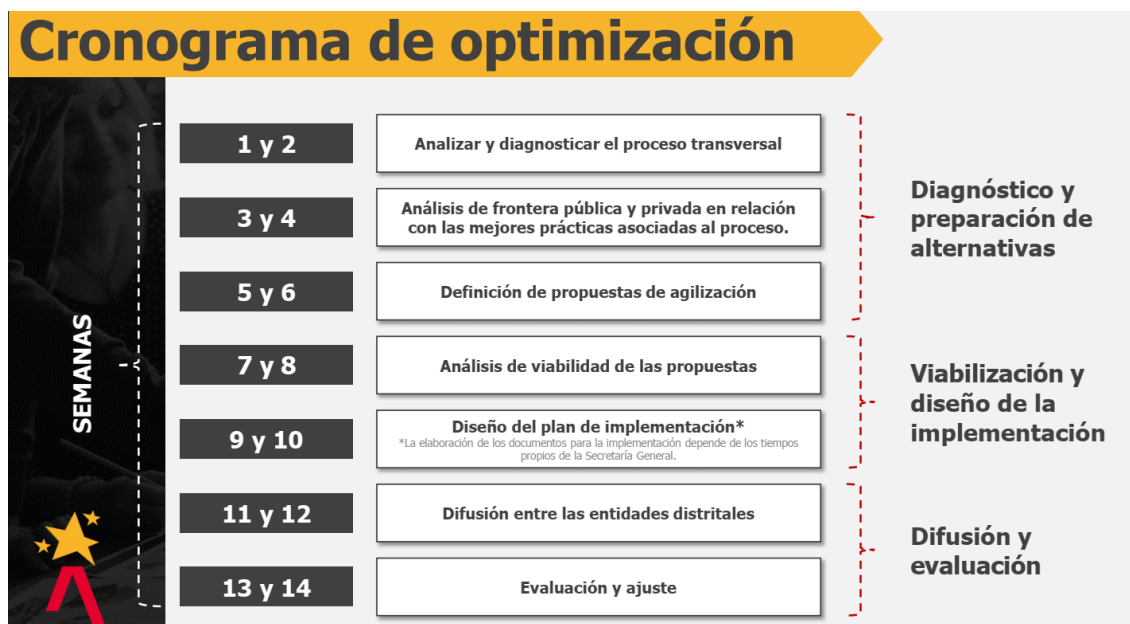 Cronograma de optimización
SEMANAS
1 y 2
Analizar y diagnosticar el proceso transversal
3 y 4
Análisis de frontera pública y privada en relación
con las mejores prácticas asociadas al proceso.
5 y 6
Definición de propuestas de agilización
Diagnóstico y
preparación de
alternativas
7 y 8
Análisis de viabilidad de las propuestas
9 y 10
Diseño del plan de implementación*
*La elaboración de los documentos para la implementación depende de los tiempos
propios de la Secretaría General.
Viabilización y
diseño de la
implementación
11 y 12
Difusión entre las entidades distritales
13 y 14
Evaluación y ajuste
Difusión y
evaluación